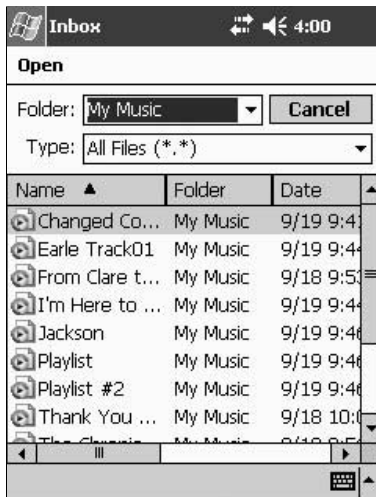 Inbox 4:00
Open
Folder: My Music Cancel
Type: All Files (*.*)
Name Folder Date
Changed Co... My Music 9/19 9:4
Earle Track01 My Music 9/19 9:4
From Clare t... My Music 9/18 9:5
I'm Here to ... My Music 9/19 9:4
Jackson My Music 9/19 9:4
Playlist My Music 9/19 9:4
Playlist #2 My Music 9/19 9:4
Thank You ... My Music 9/18 10: